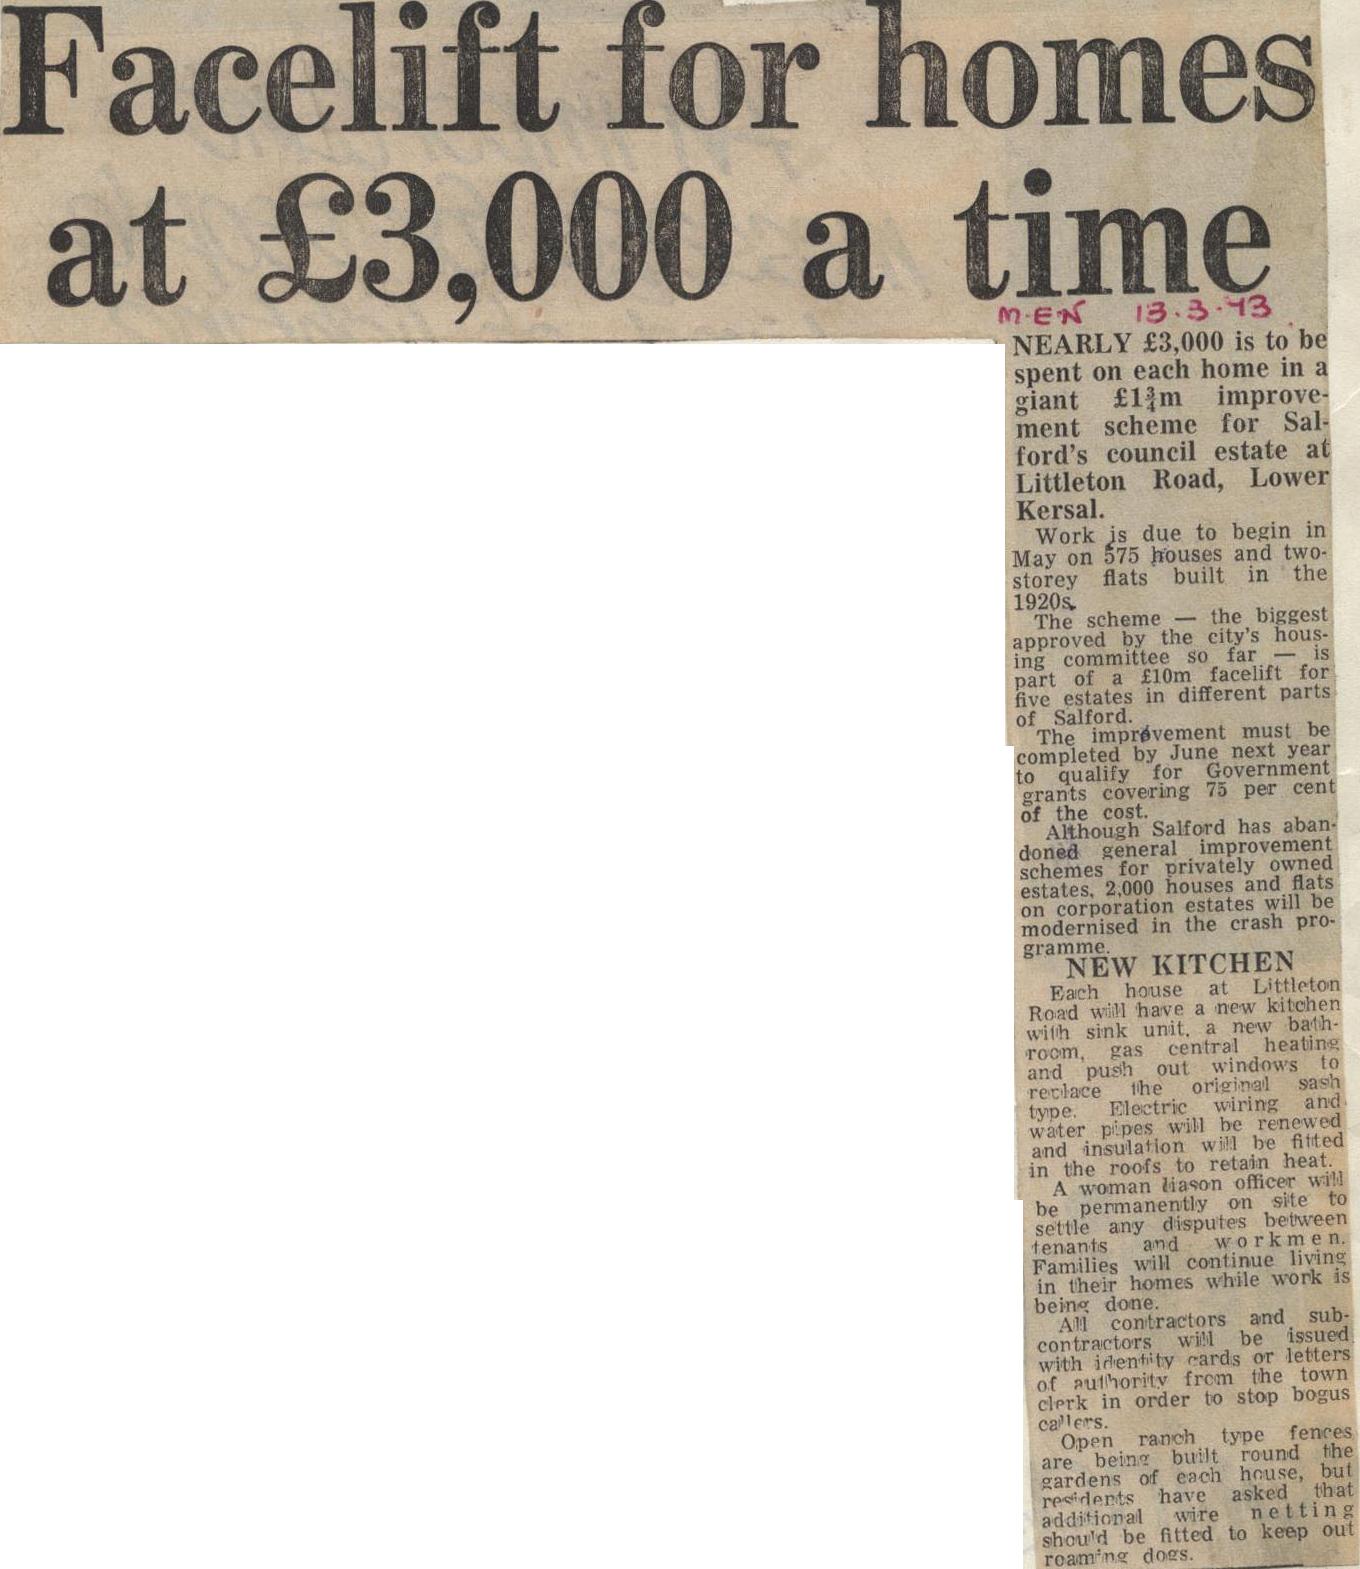 Facelift for homes
at £3,000 a time
M.E.N 13.3.73
NEARLY £3,000 is to be
spent on each home in a
giant £1¾m improve-
ment scheme for Sal-
ford's council estate at
Littleton Road, Lower
Kersal.
Work is due to begin in
May on 575 houses and two-
storey flats built in the
1920s.
The scheme — the biggest
approved by the city's hous-
ing committee so far — is
part of a £10m facelift for
five estates in different parts
of Salford.
The improvement must be
completed by June next year
to qualify for Government
grants covering 75 per cent
of the cost.
Although Salford has aban-
doned general improvement
schemes for privately owned
estates, 2,000 houses and flats
on corporation estates will be
modernised in the crash pro-
gramme.
NEW KITCHEN
Each house at Littleton
Road will have a new kitchen
with sink unit, a new bath-
room, gas central heating
and push out windows to
replace the original sash
type. Electric wiring and
water pipes will be renewed
and insulation will be fitted
in the roofs to retain heat.
A woman liason officer will
be permanently on site to
settle any disputes between
tenants and workmen.
Families will continue living
in their homes while work is
being done.
All contractors and sub-
contractors will be issued
with identity cards or letters
of authority from the town
clerk in order to stop bogus
callers.
Open ranch type fences
are being built round the
gardens of each house, but
residents have asked that
additional wire netting
should be fitted to keep out
roaming dogs.